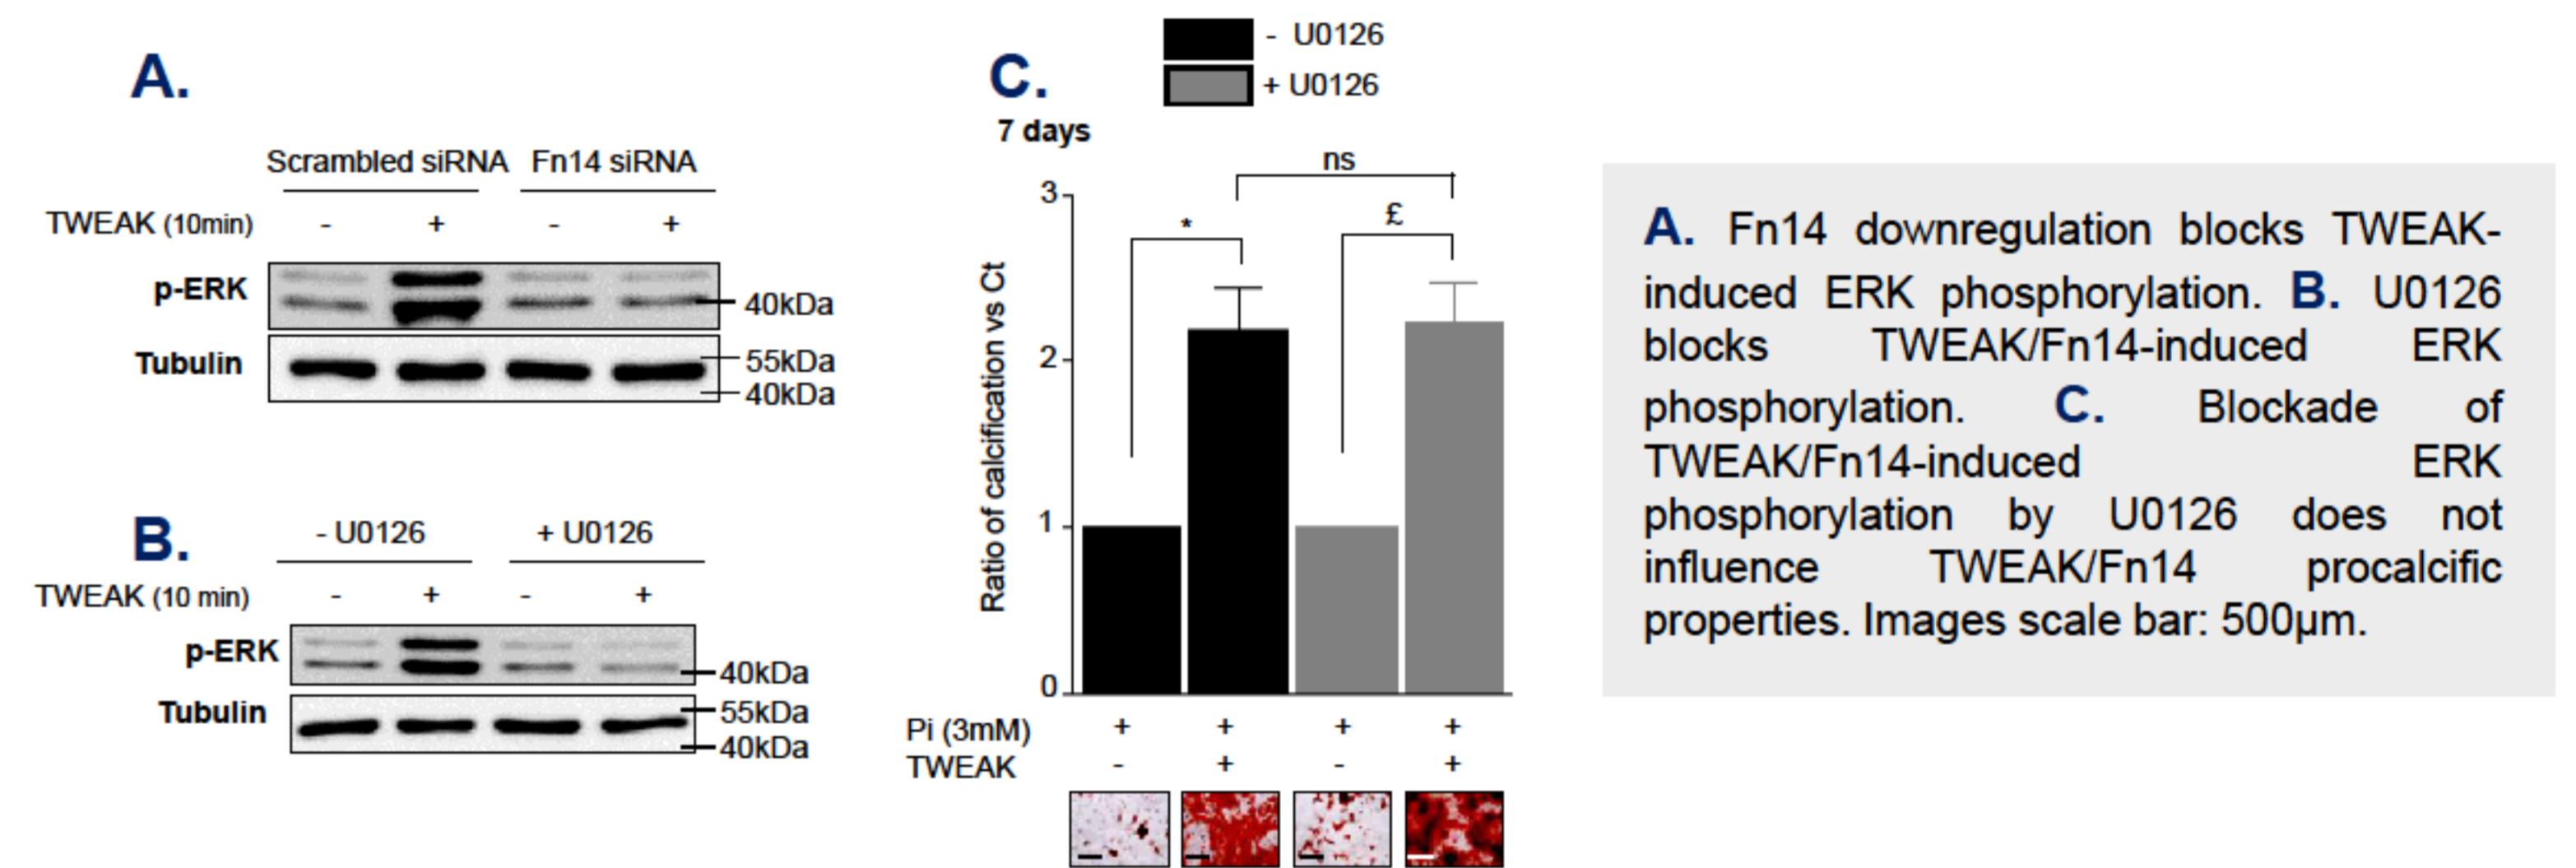 A.
Scrambled siRNA Fn14 siRNA
TWEAK (10min) - + - +
p-ERK
40kDa
Tubulin
55kDa
40kDa
B.
- U0126 + U0126
TWEAK (10 min) - + - +
p-ERK
40kDa
Tubulin
55kDa
40kDa
C.
- U0126
+ U0126
7 days
ns
* £
Ratio of calcification vs Ct
3
2
1
0
Pi (3mM) + + + +
TWEAK - + - +
A. Fn14 downregulation blocks TWEAK-
induced ERK phosphorylation. B. U0126
blocks TWEAK/Fn14-induced ERK
phosphorylation. C. Blockade of
TWEAK/Fn14-induced ERK
phosphorylation by U0126 does not
influence TWEAK/Fn14 procalcific
properties. Images scale bar: 500µm.